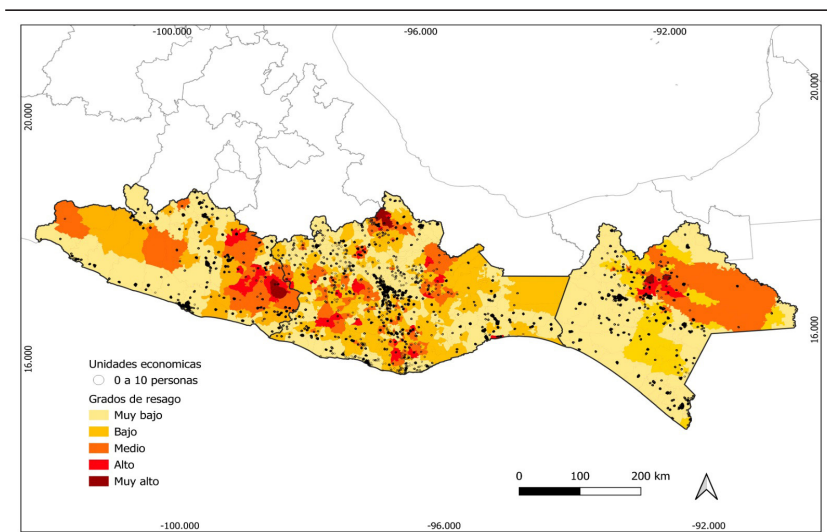 -100.000
-96.000
-92.000
20.000
20.000
16.000
16.000
Unidades economicas
0 a 10 personas
Grados de resago
Muy bajo
Bajo
Medio
Alto
Muy alto
0 100 200 km
-100.000
-96.000
-92.000